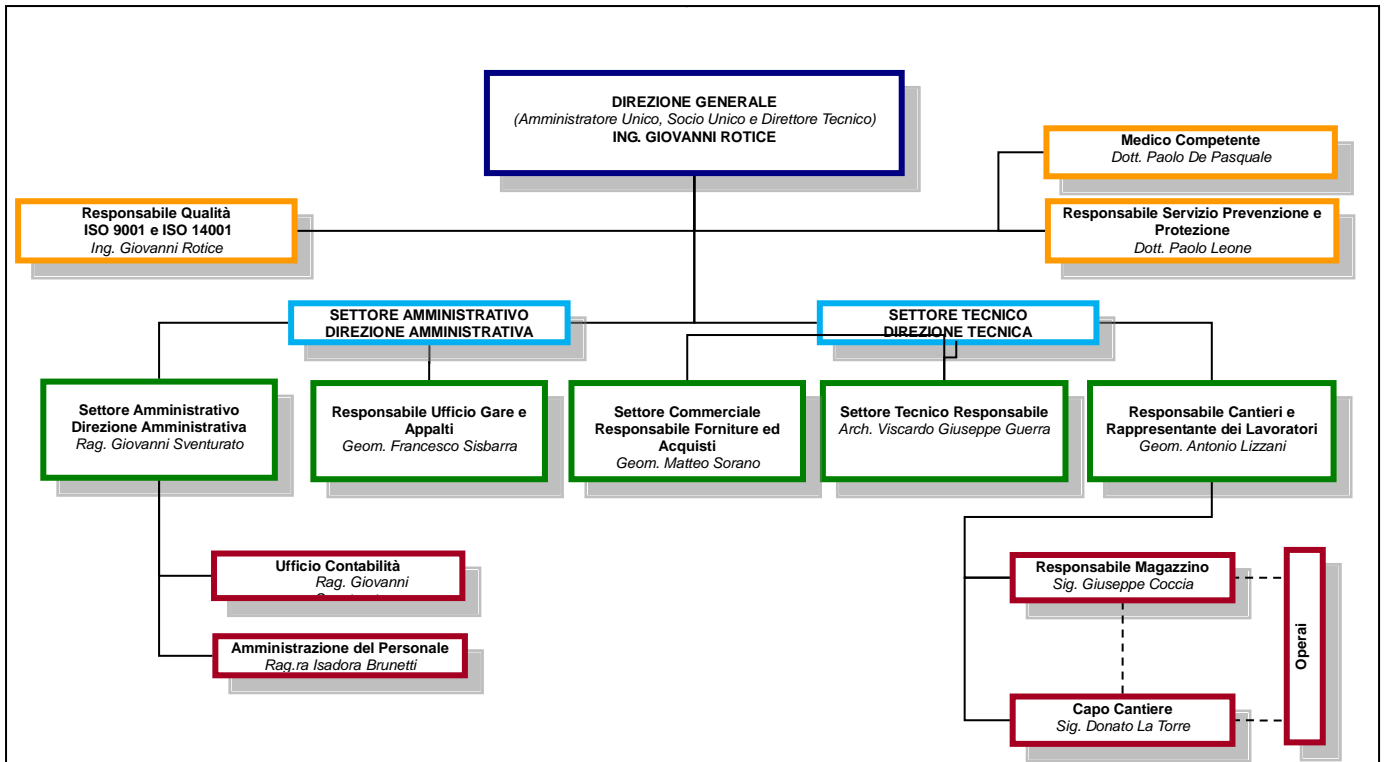 DIREZIONE GENERALE
(Amministratore Unico, Socio Unico e Direttore Tecnico)
ING. GIOVANNI ROTICE
Medico Competente
Dott. Paolo De Pasquale
Responsabile Qualità
ISO 9001 e ISO 14001
Ing. Giovanni Rotice
Responsabile Servizio Prevenzione e
Protezione
Dott. Paolo Leone
SETTORE AMMINISTRATIVO
DIREZIONE AMMINISTRATIVA
SETTORE TECNICO
DIREZIONE TECNICA
Settore Amministrativo
Direzione Amministrativa
Rag. Giovanni Sventurato
Responsabile Ufficio Gare e
Appalti
Geom. Francesco Sisbarra
Settore Commerciale
Responsabile Forniture ed
Acquisti
Geom. Matteo Sorano
Settore Tecnico Responsabile
Arch. Viscardo Giuseppe Guerra
Responsabile Cantieri e
Rappresentante dei Lavoratori
Geom. Antonio Lizzani
Ufficio Contabilità
Rag. Giovanni
Amministrazione del Personale
Rag.ra Isadora Brunetti
Responsabile Magazzino
Sig. Giuseppe Coccia
Operai
Capo Cantiere
Sig. Donato La Torre